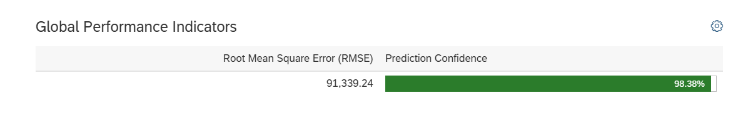 Global Performance Indicators
Root Mean Square Error (RMSE) Prediction Confidence
91,339.24 98.38%